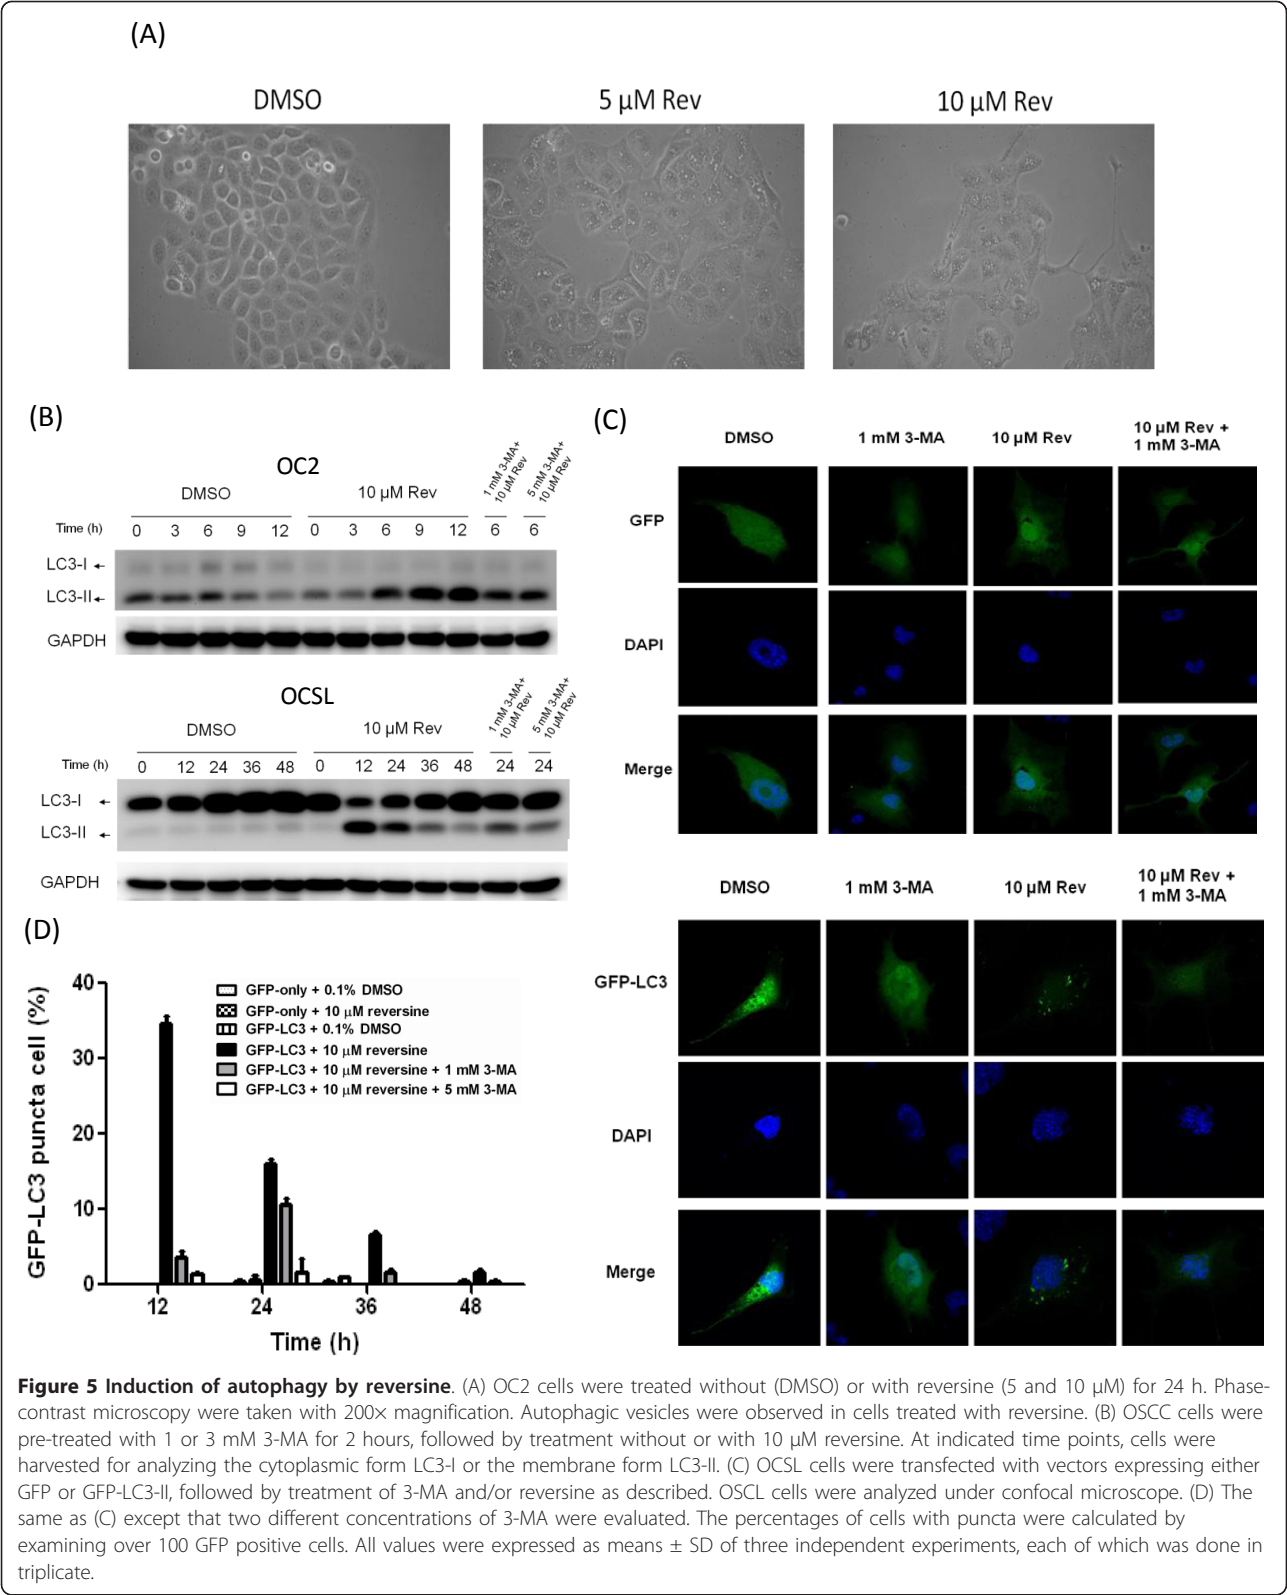 (A)
DMSO 5 µM Rev 10 µM Rev
(B)
OC2
DMSO 10 µM Rev 1 mM 3-MA+ 10 µM Rev 5 mM 3-MA+ 10 µM Rev
Time (h) 0 3 6 9 12 0 3 6 9 12 6 6
LC3-I
LC3-II
GAPDH
OCSL
DMSO 10 µM Rev 1 mM 3-MA+ 10 µM Rev 5 mM 3-MA+ 10 µM Rev
Time (h) 0 12 24 36 48 0 12 24 36 48 24 24
LC3-I
LC3-II
GAPDH
(C)
DMSO 1 mM 3-MA 10 µM Rev 10 µM Rev + 1 mM 3-MA
GFP
DAPI
Merge
DMSO 1 mM 3-MA 10 µM Rev 10 µM Rev + 1 mM 3-MA
GFP-LC3
DAPI
Merge
(D)
GFP-LC3 puncta cell (%)
40
30
20
10
0
GFP-only + 0.1% DMSO
GFP-only + 10 µM reversine
GFP-LC3 + 0.1% DMSO
GFP-LC3 + 10 µM reversine
GFP-LC3 + 10 µM reversine + 1 mM 3-MA
GFP-LC3 + 10 µM reversine + 5 mM 3-MA
12 24 36 48
Time (h)
Figure 5 Induction of autophagy by reversine. (A) OC2 cells were treated without (DMSO) or with reversine (5 and 10 µM) for 24 h. Phase-
contrast microscopy were taken with 200× magnification. Autophagic vesicles were observed in cells treated with reversine. (B) OSCC cells were
pre-treated with 1 or 3 mM 3-MA for 2 hours, followed by treatment without or with 10 µM reversine. At indicated time points, cells were
harvested for analyzing the cytoplasmic form LC3-I or the membrane form LC3-II. (C) OCSL cells were transfected with vectors expressing either
GFP or GFP-LC3-II, followed by treatment of 3-MA and/or reversine as described. OSCL cells were analyzed under confocal microscope. (D) The
same as (C) except that two different concentrations of 3-MA were evaluated. The percentages of cells with puncta were calculated by
examining over 100 GFP positive cells. All values were expressed as means ± SD of three independent experiments, each of which was done in
triplicate.